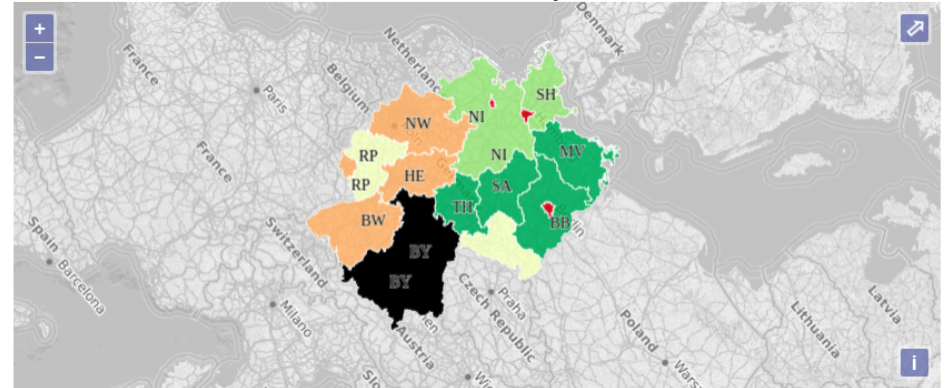 +
−
Denmark
France
Netherlan
Belgium
Paris
SH
NI
NW
NI
MV
RP
HE
France
RP
SA
TH
BW
BB
Spain
Switzerland
BY
BY
Barcelona
Milano
Czech Republic
Praha
Austria
Poland
Lithuania
Latvia
i